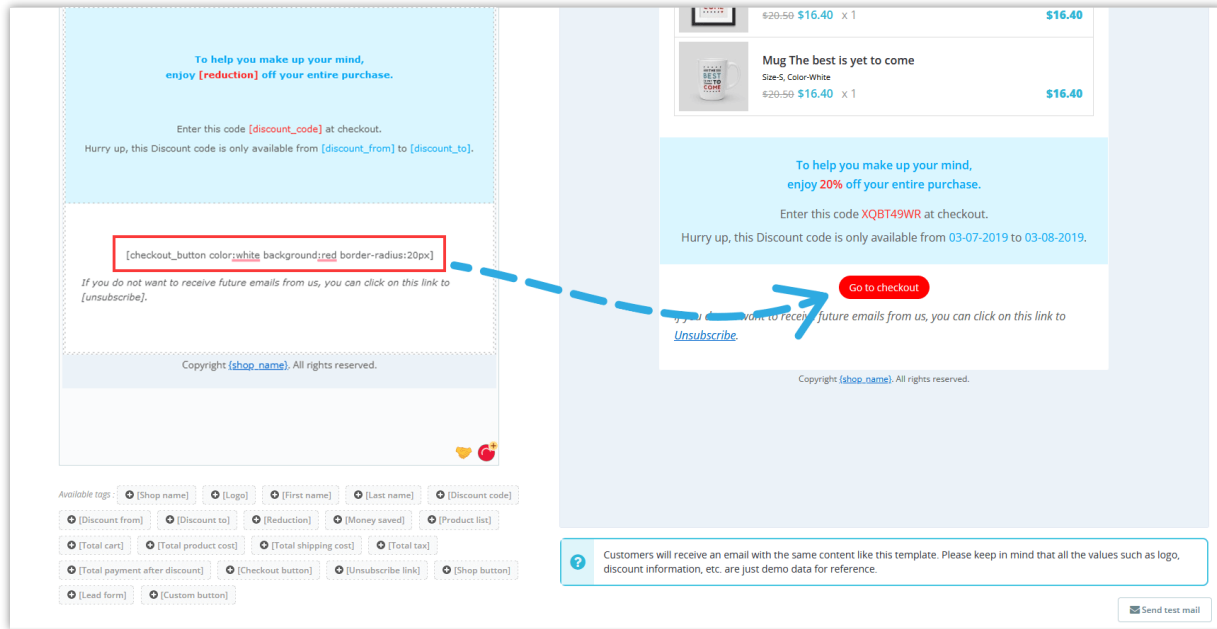 To help you make up your mind,
enjoy [reduction] off your entire purchase.
Enter this code [discount_code] at checkout.
Hurry up, this Discount code is only available from [discount_from] to [discount_to].
[checkout_button color:white background:red border-radius:20px]
If you do not want to receive future emails from us, you can click on this link to
[unsubscribe].
Copyright {shop_name}. All rights reserved.
Available tags : [Shop name] [Logo] [First name] [Last name] [Discount code]
[Discount from] [Discount to] [Reduction] [Money saved] [Product list]
[Total cart] [Total product cost] [Total shipping cost] [Total tax]
[Total payment after discount] [Checkout button] [Unsubscribe link] [Shop button]
[Lead form] [Custom button]
$20.50 $16.40 x 1 $16.40
Mug The best is yet to come
Size-S, Color-White
$20.50 $16.40 x 1 $16.40
BEST
COME
To help you make up your mind,
enjoy 20% off your entire purchase.
Enter this code XQBT49WR at checkout.
Hurry up, this Discount code is only available from 03-07-2019 to 03-08-2019.
Go to checkout
If you do want to receive future emails from us, you can click on this link to
Unsubscribe.
Copyright {shop_name}. All rights reserved.
Customers will receive an email with the same content like this template. Please keep in mind that all the values such as logo,
discount information, etc. are just demo data for reference.
Send test mail